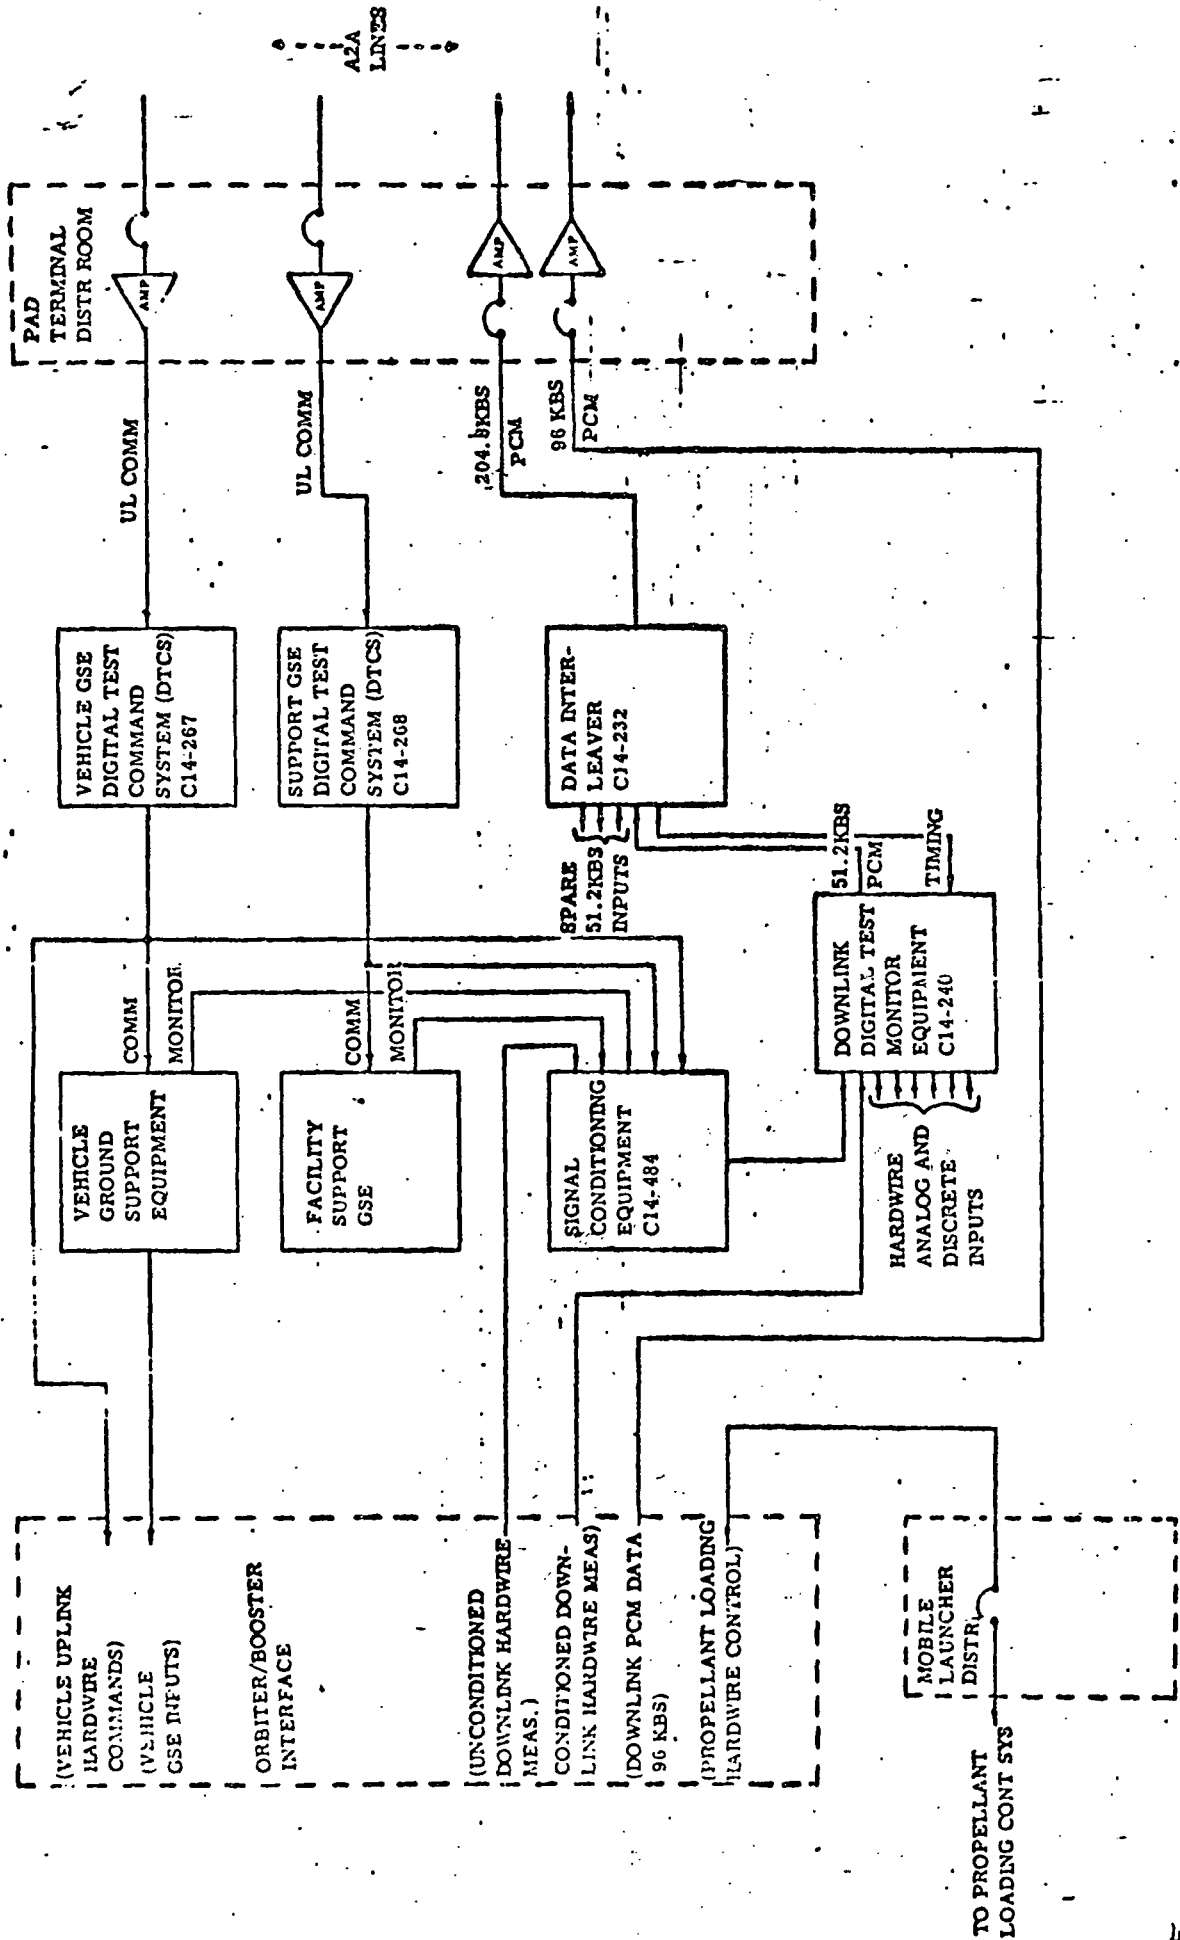 A2A
LINES
PAD
TERMINAL
DISTR ROOM
AMP
AMP
AMP
AMP
UL COMM
UL COMM
204.8KBS
PCM
96 KBS
PCM
VEHICLE GSE
DIGITAL TEST
COMMAND
SYSTEM (DTCS)
C14-267
SUPPORT GSE
DIGITAL TEST
COMMAND
SYSTEM (DTCS)
C14-268
DATA INTER-
LEAVER
C14-232
SPARE
51.2KBS
INPUTS
51.2KBS
PCM
TIMING
COMM
MONITOR
COMM
MONITOR
VEHICLE
GROUND
SUPPORT
EQUIPMENT
FACILITY
SUPPORT
GSE
SIGNAL
CONDITIONING
EQUIPMENT
C14-484
DOWNLINK
DIGITAL TEST
MONITOR
EQUIPMENT
C14-240
HARDWIRE
ANALOG AND
DISCRETE
INPUTS
(VEHICLE UPLINK
HARDWIRE
COMMANDS)
(VEHICLE
GSE INPUTS)
ORBITER/BOOSTER
INTERFACE
(UNCONDITIONED
DOWNLINK HARDWIRE
MEAS.)
CONDITIONED DOWN-
LINK HARDWIRE MEAS)
(DOWNLINK PCM DATA
96 KBS)
(PROPELLANT LOADING
HARDWIRE CONTROL)
MOBILE
LAUNCHER
DISTR
TO PROPELLANT
LOADING CONT SYS